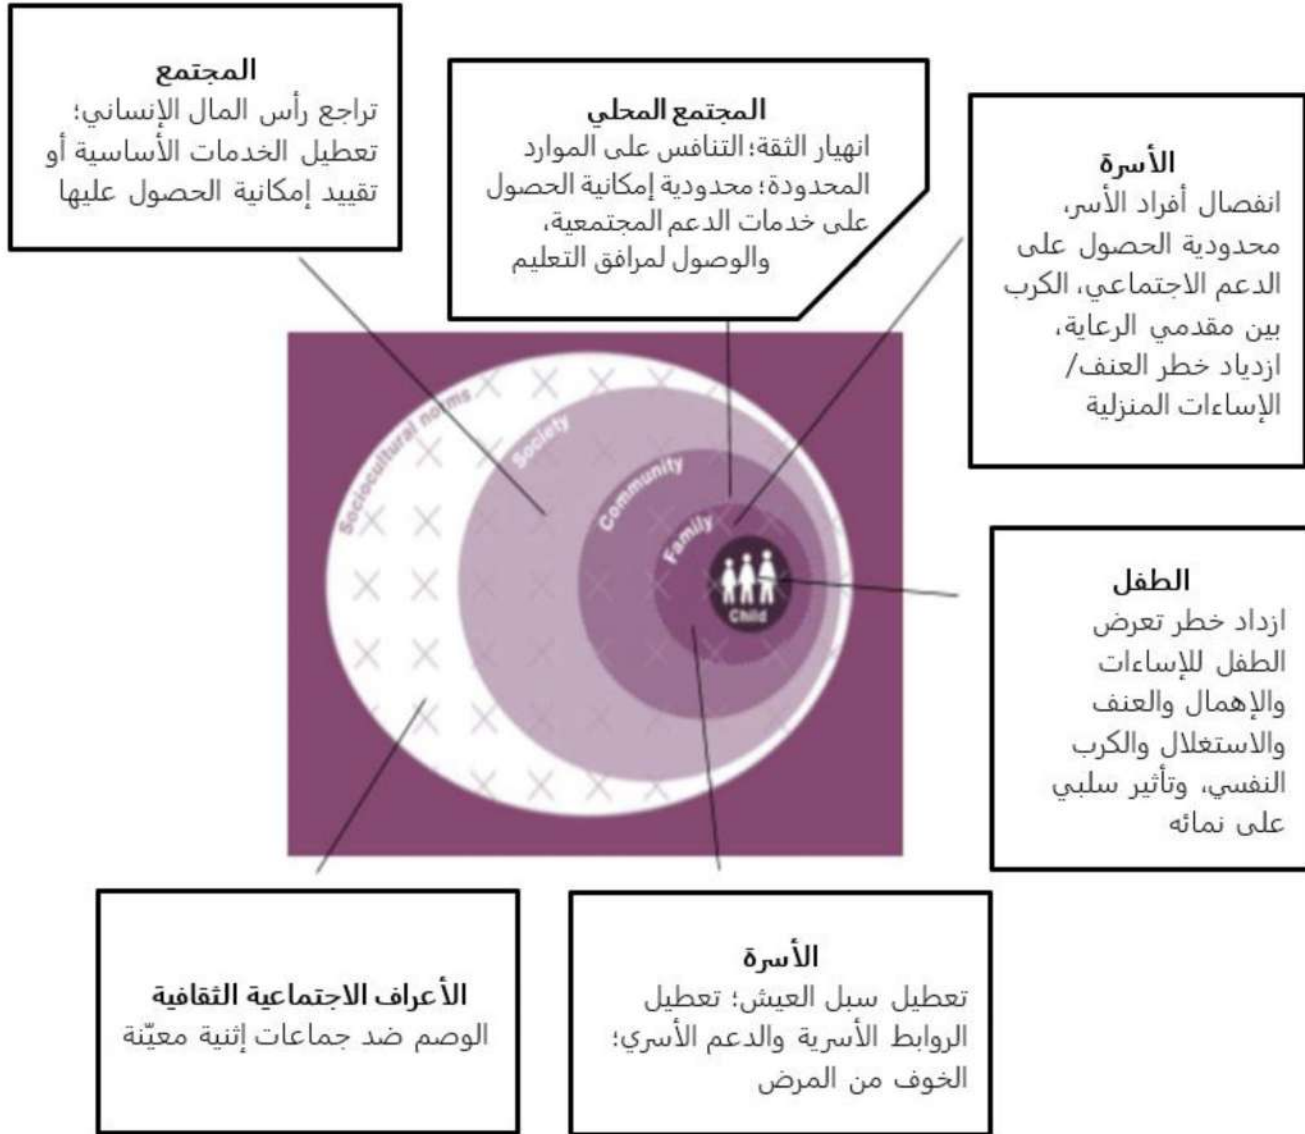 المجتمع
تراجع رأس المال الإنساني؛
تعطيل الخدمات الأساسية أو
تقييد إمكانية الحصول عليها
المجتمع المحلي
انهيار الثقة؛ التنافس على الموارد
المحدودة؛ محدودية إمكانية الحصول
على خدمات الدعم المجتمعية،
والوصول لمرافق التعليم
الأسرة
انفصال أفراد الأسر،
محدودية الحصول على
الدعم الاجتماعي، الكرب
بين مقدمي الرعاية،
ازدياد خطر العنف/
الإساءات المنزلية
Sociocultural norms
Society
Community
Family
Child
الطفل
ازداد خطر تعرض
الطفل للإساءات
والإهمال والعنف
والاستغلال والكرب
النفسي، وتأثير سلبي
على نمائه
الأسرة
تعطيل سبل العيش؛ تعطيل
الروابط الأسرية والدعم الأسري؛
الخوف من المرض
الأعراف الاجتماعية الثقافية
الوصم ضد جماعات إثنية معيّنة